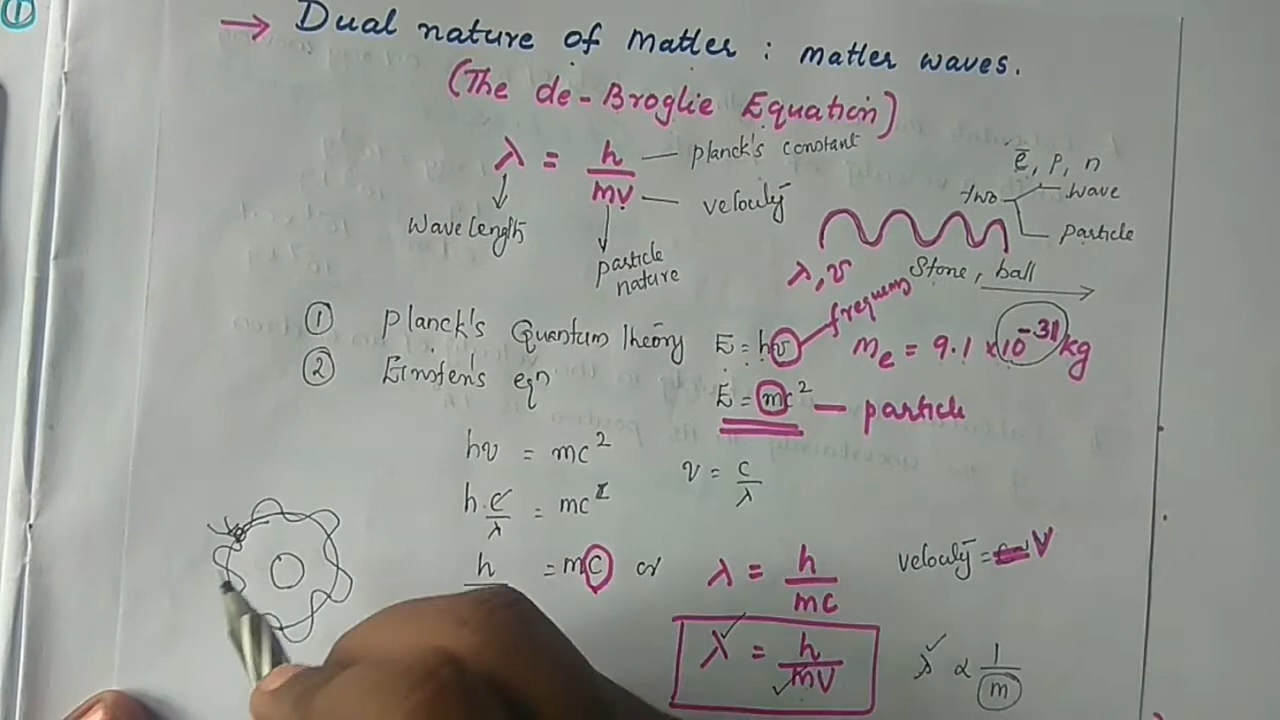 ①
→ Dual nature of matter : matter waves.
(The de-Broglie Equation)
λ = h/mv — planck's constant
— velocity
wavelength
particle nature
ē, p, n
two — wave
particle
λ, ν
frequency
Stone, ball
① Planck's Quantum theory E = hν
mₑ = 9.1 × 10⁻³¹ kg
② Einsten's eqn E = mc² — particle
hν = mc²
ν = c/λ
h.c/λ = mc²
h = mc or λ = h/mc
velocity = V
λ = h/mv
λ ∝ 1/m